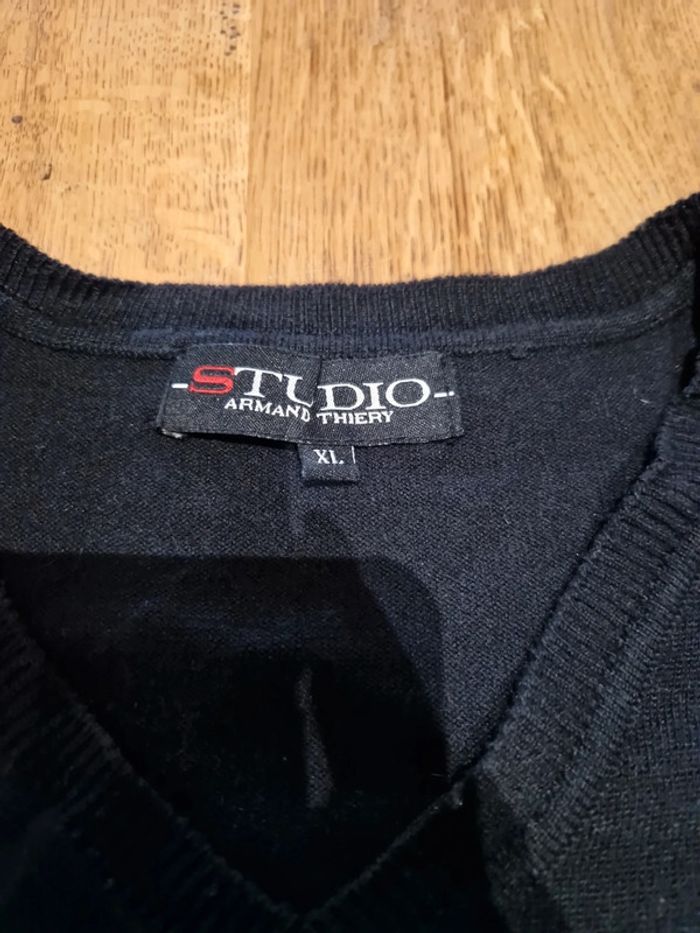 -STUDIO-
ARMAND THIERY
XL